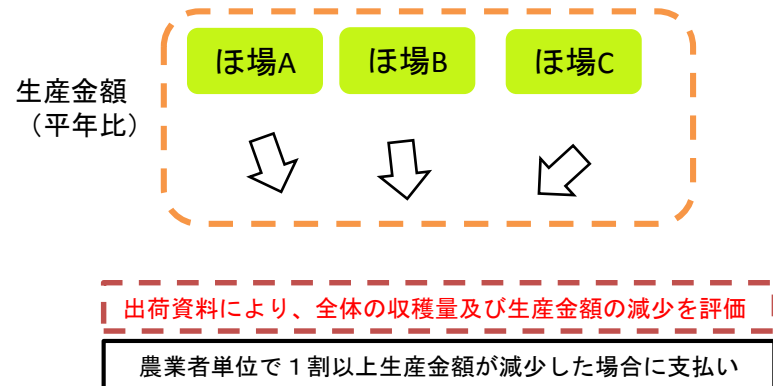 ほ場A
ほ場B
ほ場C
生産金額
（平年比）
出荷資料により、全体の収穫量及び生産金額の減少を評価
農業者単位で１割以上生産金額が減少した場合に支払い